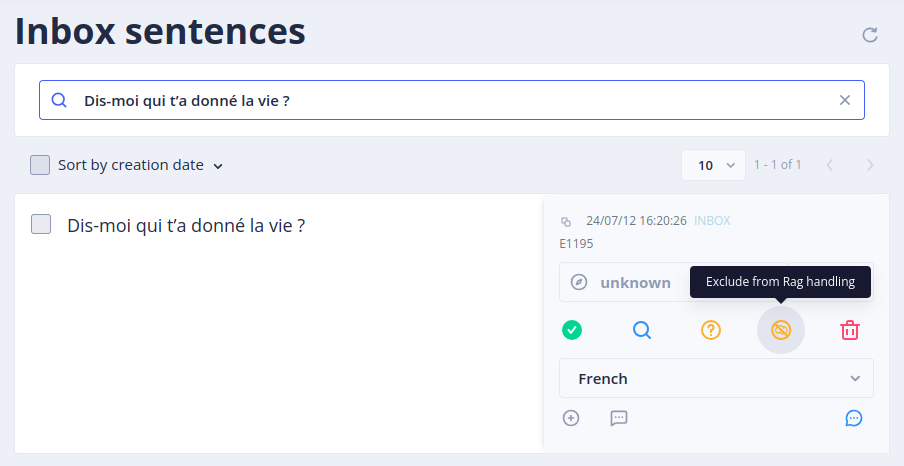 Inbox sentences
Dis-moi qui t’a donné la vie ?
Sort by creation date
10
1 - 1 of 1
Dis-moi qui t’a donné la vie ?
24/07/12 16:20:26 INBOX
E1195
unknown
Exclude from Rag handling
French